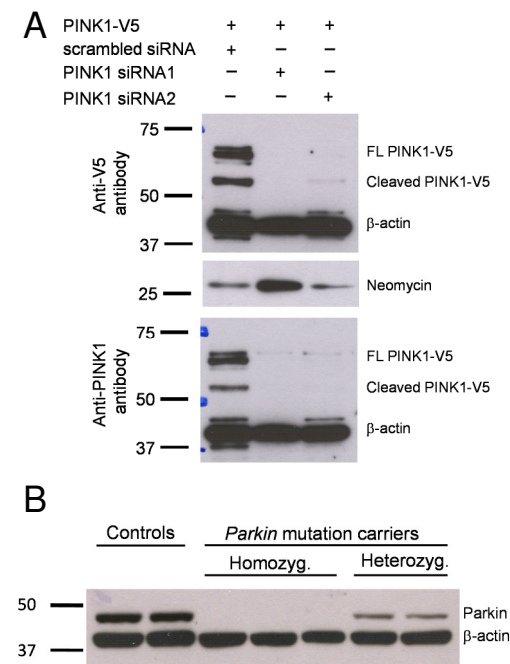 A
PINK1-V5 + + +
scrambled siRNA + − −
PINK1 siRNA1 − + −
PINK1 siRNA2 − − +
Anti-V5
antibody
75
50
37
FL PINK1-V5
Cleaved PINK1-V5
β-actin
25
Neomycin
Anti-PINK1
antibody
75
50
37
FL PINK1-V5
Cleaved PINK1-V5
β-actin
B
Controls
Parkin mutation carriers
Homozyg.
Heterozyg.
50
37
Parkin
β-actin